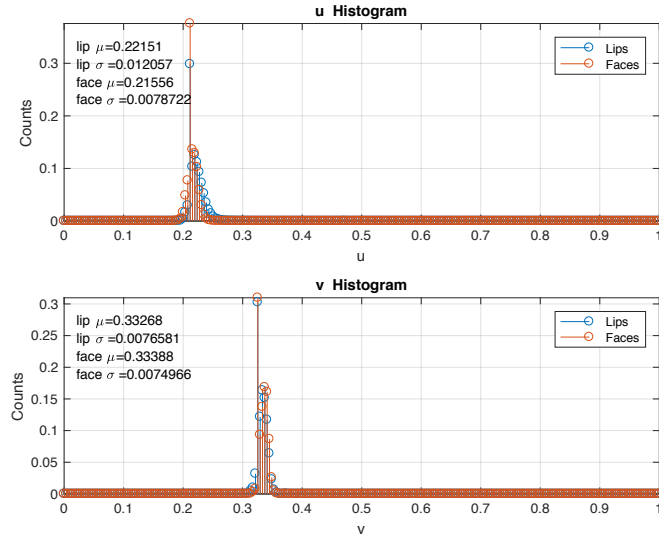 u Histogram
lip μ=0.22151
lip σ=0.012057
face μ=0.21556
face σ=0.0078722
Lips
Faces
Counts
0.3
0.2
0.1
0
0 0.1 0.2 0.3 0.4 0.5 0.6 0.7 0.8 0.9 1
u
v Histogram
lip μ=0.33268
lip σ=0.0076581
face μ=0.33388
face σ=0.0074966
Lips
Faces
Counts
0.3
0.25
0.2
0.15
0.1
0.05
0
0 0.1 0.2 0.3 0.4 0.5 0.6 0.7 0.8 0.9 1
v